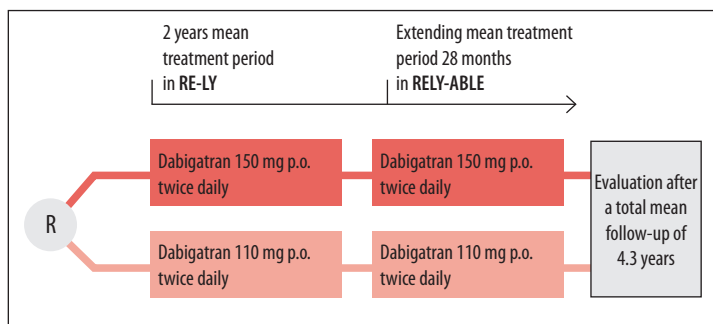 2 years mean
treatment period
in RE-LY
Extending mean treatment
period 28 months
in RELY-ABLE
R
Dabigatran 150 mg p.o.
twice daily
Dabigatran 150 mg p.o.
twice daily
Dabigatran 110 mg p.o.
twice daily
Dabigatran 110 mg p.o.
twice daily
Evaluation after
a total mean
follow-up of
4.3 years